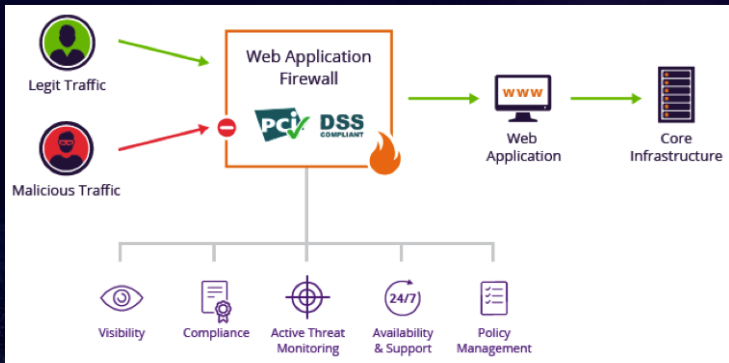 Legit Traffic
Malicious Traffic
Web Application
Firewall
PCI DSS
COMPLIANT
www
Web
Application
Core
Infrastructure
Visibility
Compliance
Active Threat
Monitoring
24/7
Availability
& Support
Policy
Management